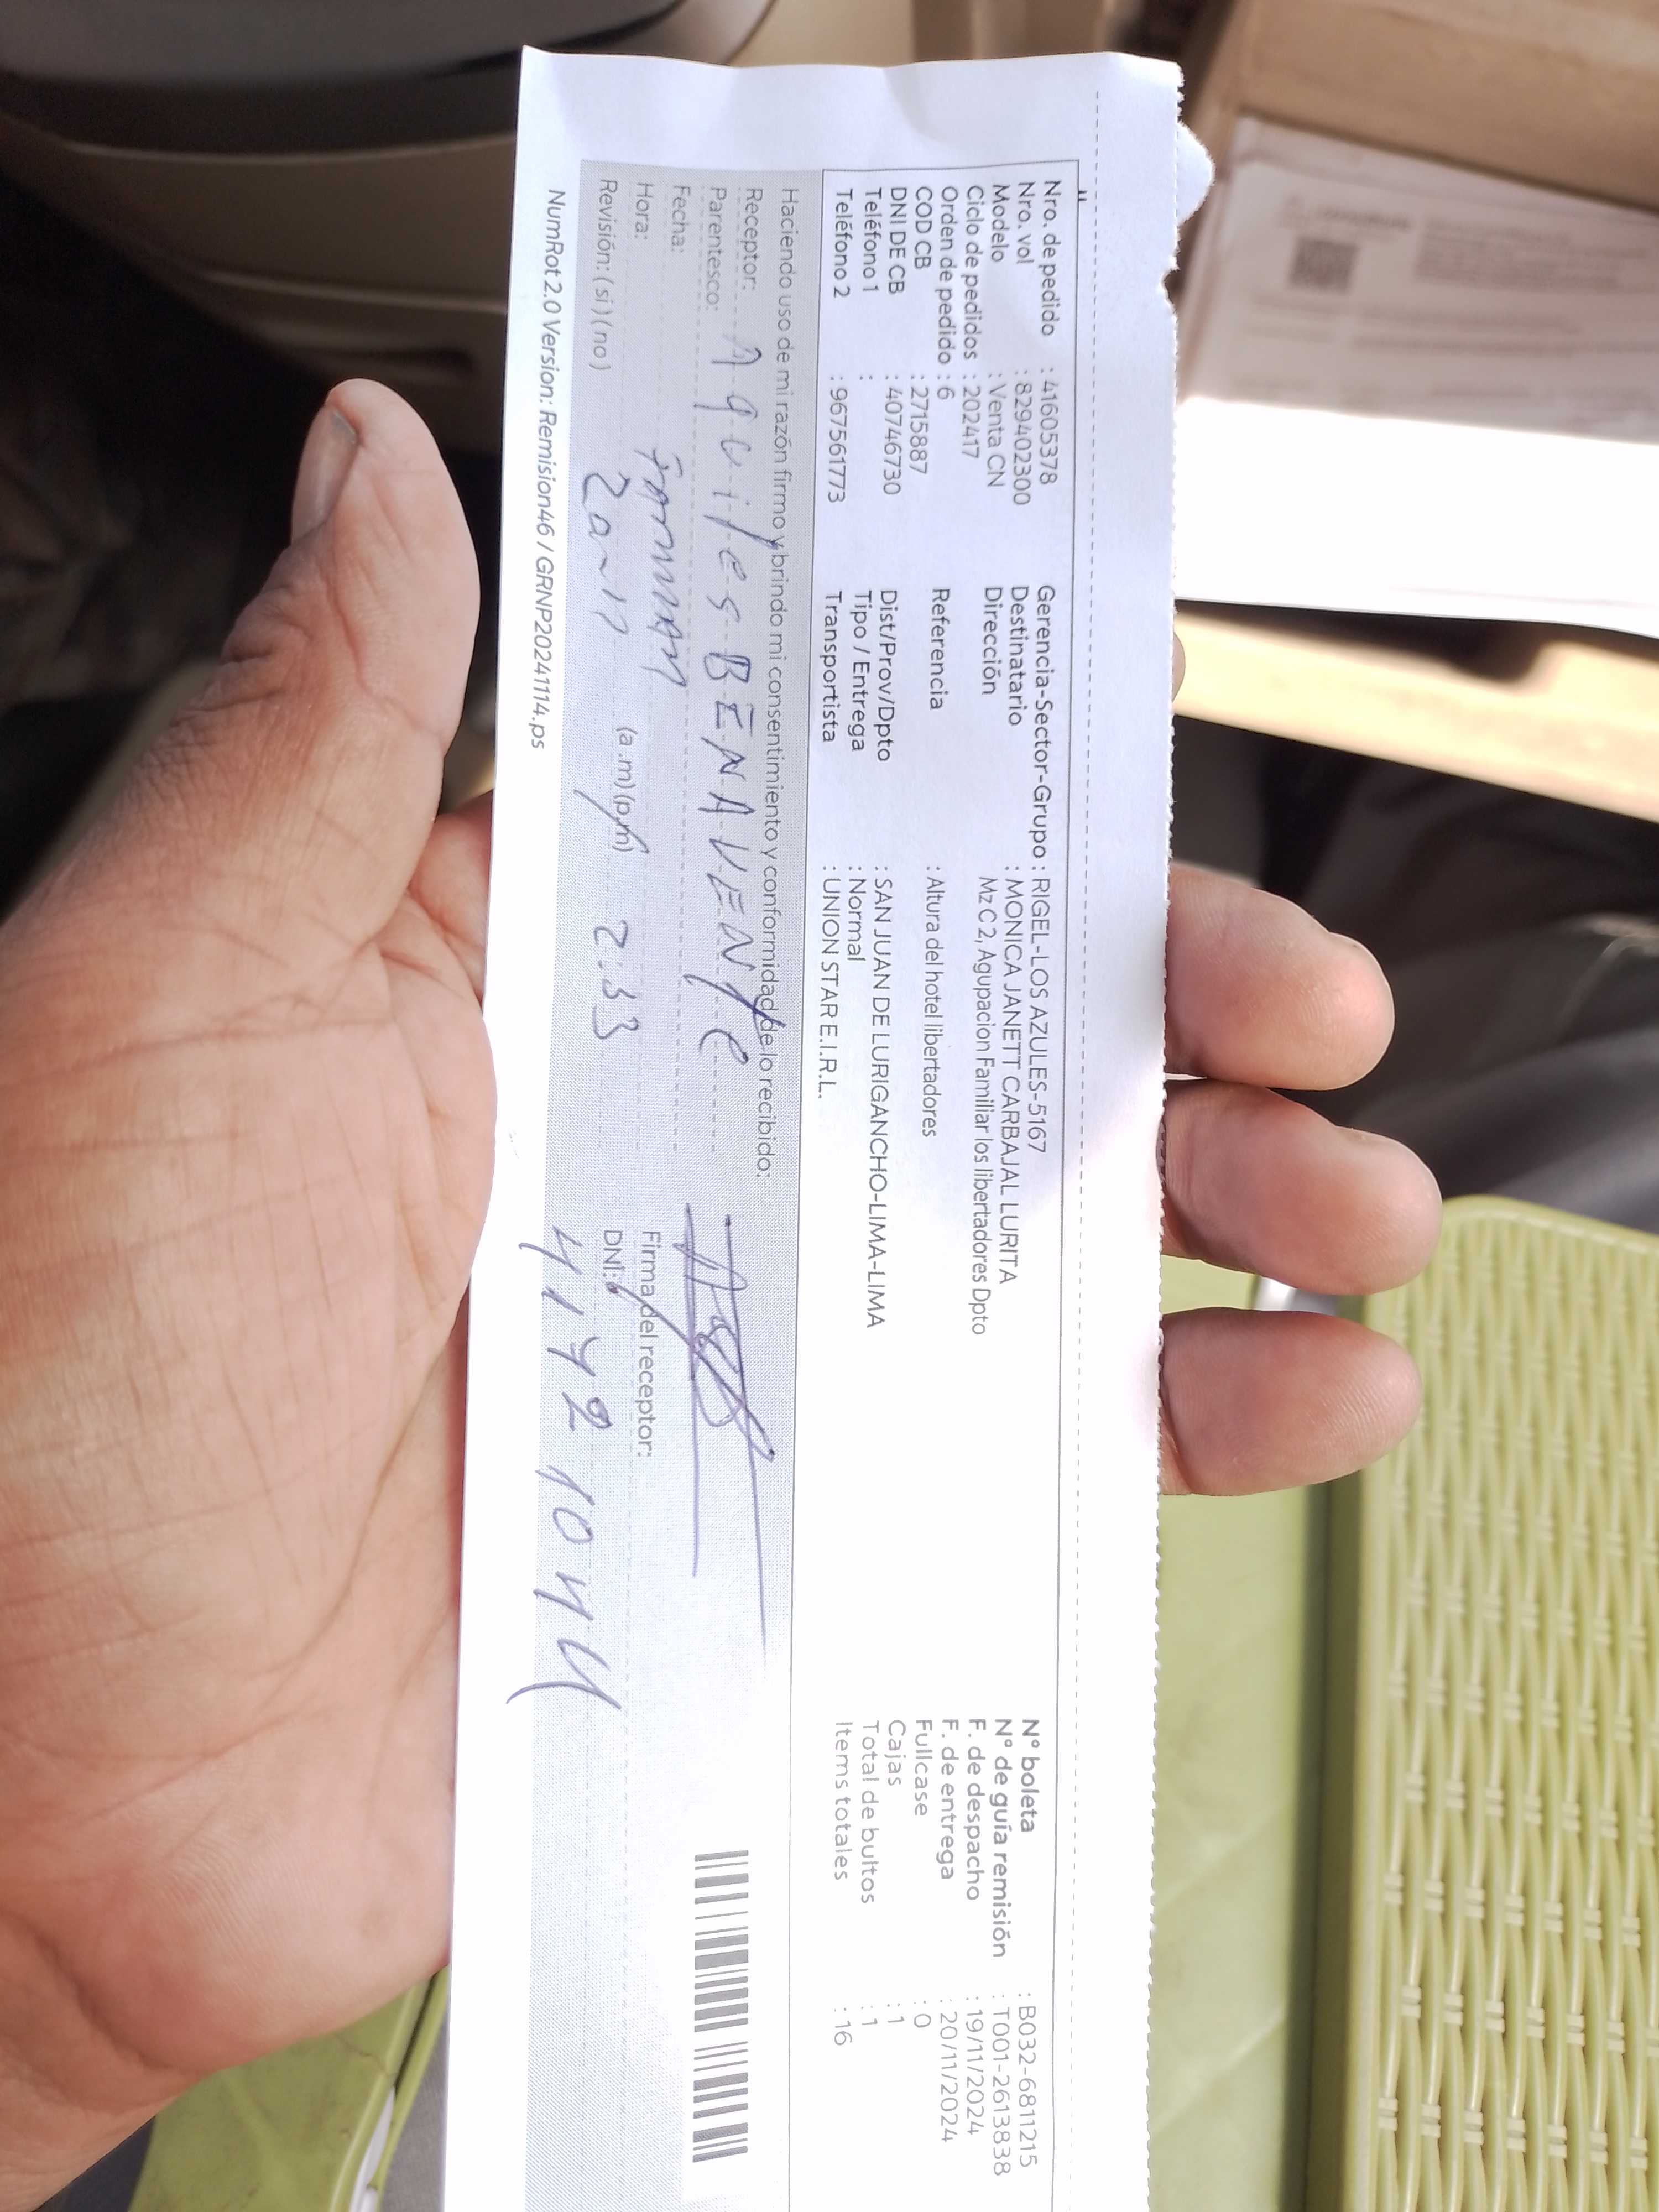 Nro. de pedido : 41605378
Nro. vol : 829402300
Modelo : Venta CN
Ciclo de pedidos : 202417
Orden de pedido : 6
COD CB : 2715887
DNI DE CB : 40746730
Teléfono 1 :
Teléfono 2 : 967561773
Gerencia-Sector-Grupo : RIGEL-LOS AZULES-5167
Destinatario : MONICA JANETT CARBAJAL LURITA
Dirección Mz C 2, Agupacion Familiar los libertadores Dpto
Referencia : Altura del hotel libertadores
Dist/Prov/Dpto : SAN JUAN DE LURIGANCHO-LIMA-LIMA
Tipo / Entrega : Normal
Transportista : UNION STAR E.I.R.L.
N° boleta : B032-6811215
N° de guía remisión : T001-2613838
F. de despacho : 19/11/2024
F. de entrega : 20/11/2024
Fullcase : 0
Cajas : 1
Total de bultos : 1
Items totales : 16
Haciendo uso de mi razón firmo y brindo mi consentimiento y conformidad de lo recibido:
Receptor: Aquiles BENAVENTE
Parentesco:
Fecha:
Hora: (a.m) (p.m) 2:33
Revisión: (si) (no)
Firma del receptor:
DNI:
NumRot 2.0 Version: Remision46 / GRNP20241114.ps